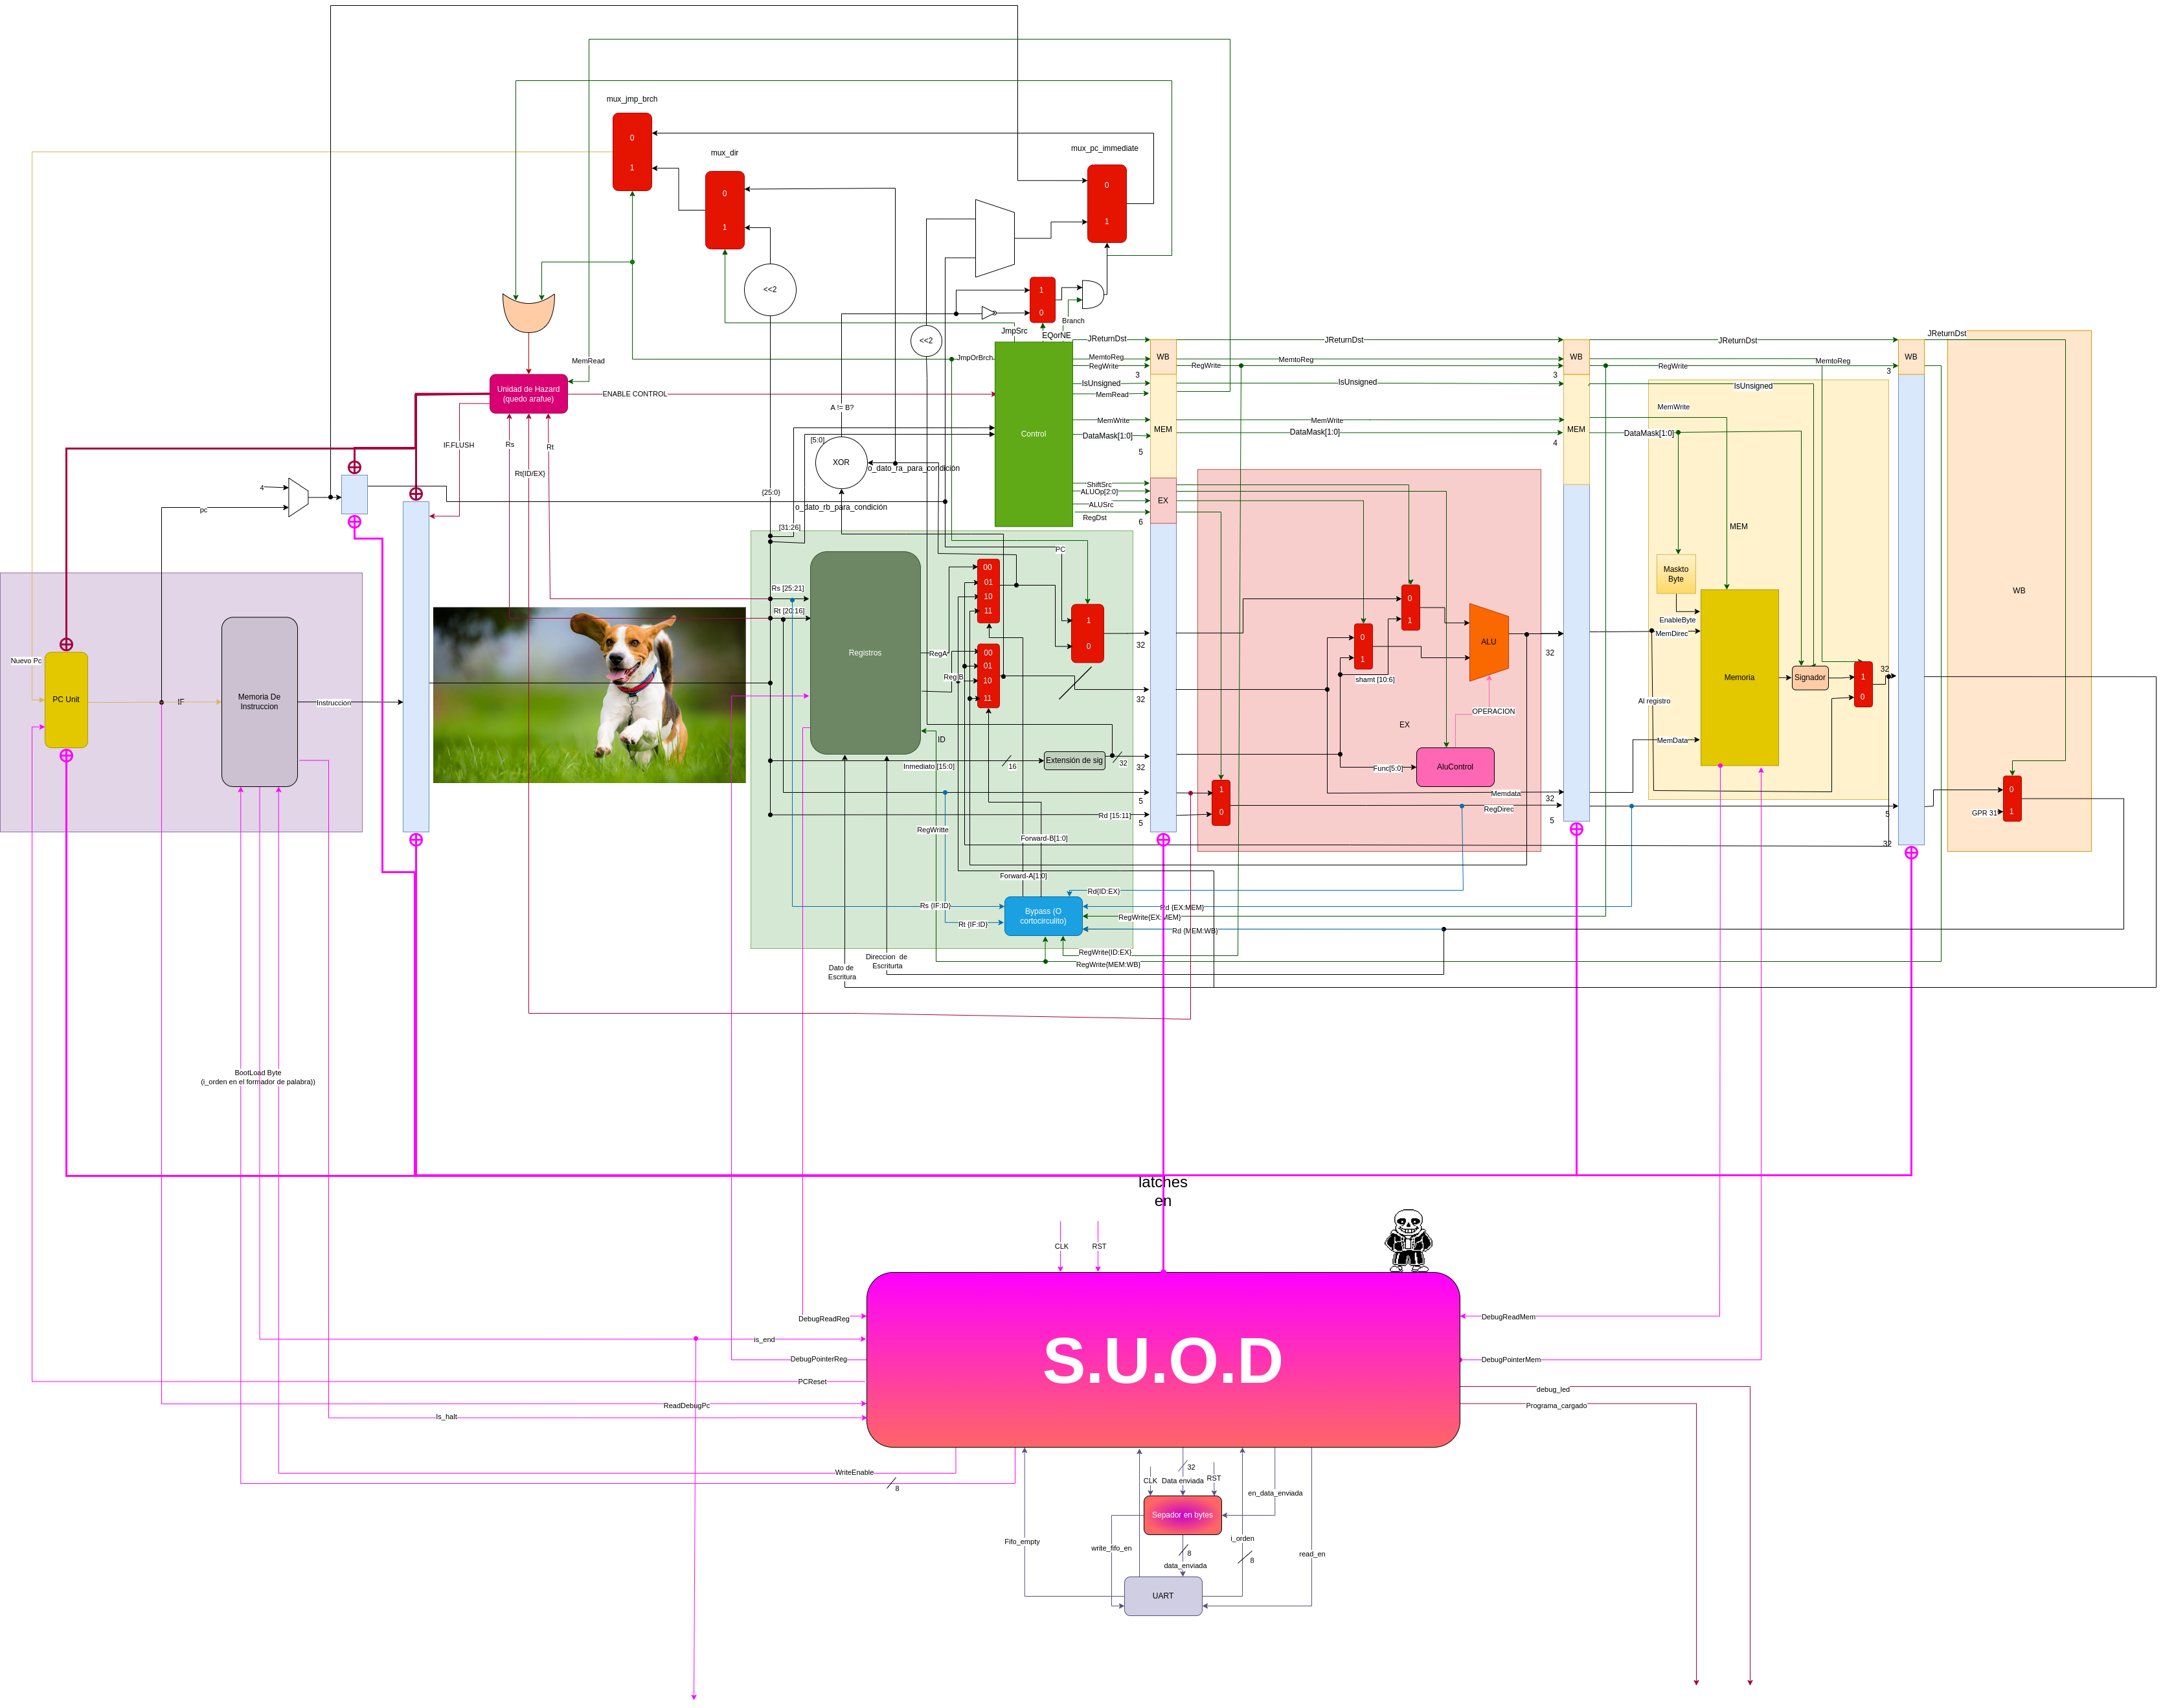 mux_jmp_brch
0
1
mux_dir
0
1
mux_pc_immediate
0
1
<<2
1
0
Branch
<<2
JmpSrc
EQorNE
JmpOrBrch
MemRead
Unidad de Hazard
(quedo arafue)
ENABLE CONTROL
A != B?
IF.FLUSH
Rs
Rt
Rt{ID/EX}
[5:0]
XOR
o_dato_ra_para_condición
o_dato_rb_para_condición
{25:0}
[31:26]
4
pc
Control
JReturnDst
MemtoReg
RegWrite
3
IsUnsigned
MemRead
MemWrite
DataMask[1:0]
5
ShiftSrc
ALUOp[2:0]
ALUSrc
RegDst
6
WB
MEM
EX
JReturnDst
MemtoReg
RegWrite
IsUnsigned
MemWrite
DataMask[1:0]
WB
3
MEM
4
JReturnDst
MemtoReg
RegWrite
IsUnsigned
MemWrite
DataMask[1:0]
WB
3
JReturnDst
MEM
WB
Maskto
Byte
EnableByte
MemDirec
Memoria
Signador
1
0
32
Al registro
MemData
5
32
0
1
GPR 31
Nuevo Pc
PC Unit
IF
Memoria De
Instruccion
Instruccion
Rs [25:21]
Rt [20:16]
Registros
RegA
RegB
ID
00
01
10
11
00
01
10
11
PC
1
0
Inmediato [15:0]
16
Extensión de sig
32
32
32
32
5
5
Rd [15:11]
RegWritte
Forward-B[1:0]
Forward-A[1:0]
Rs {IF:ID}
Rt {IF:ID}
Bypass (O
cortocirculito)
Rd{ID:EX}
Rd {EX:MEM}
RegWrite{EX:MEM}
Rd {MEM:WB}
RegWrite{ID:EX}
RegWrite{MEM:WB}
Direccion de
Escriturta
Dato de
Escritura
0
1
0
1
shamt [10:6]
ALU
OPERACION
EX
Func[5:0]
AluControl
1
0
Memdata
RegDirec
32
32
5
BootLoad Byte
(i_orden en el formador de palabra))
latches
en
CLK
RST
S.U.O.D
DebugReadReg
is_end
DebugPointerReg
PCReset
ReadDebugPc
Is_halt
WriteEnable
8
DebugReadMem
DebugPointerMem
debug_led
Programa_cargado
32
CLK
Data enviada
RST
en_data_enviada
Sepador en bytes
Fifo_empty
write_fifo_en
8
data_enviada
i_orden
8
read_en
UART